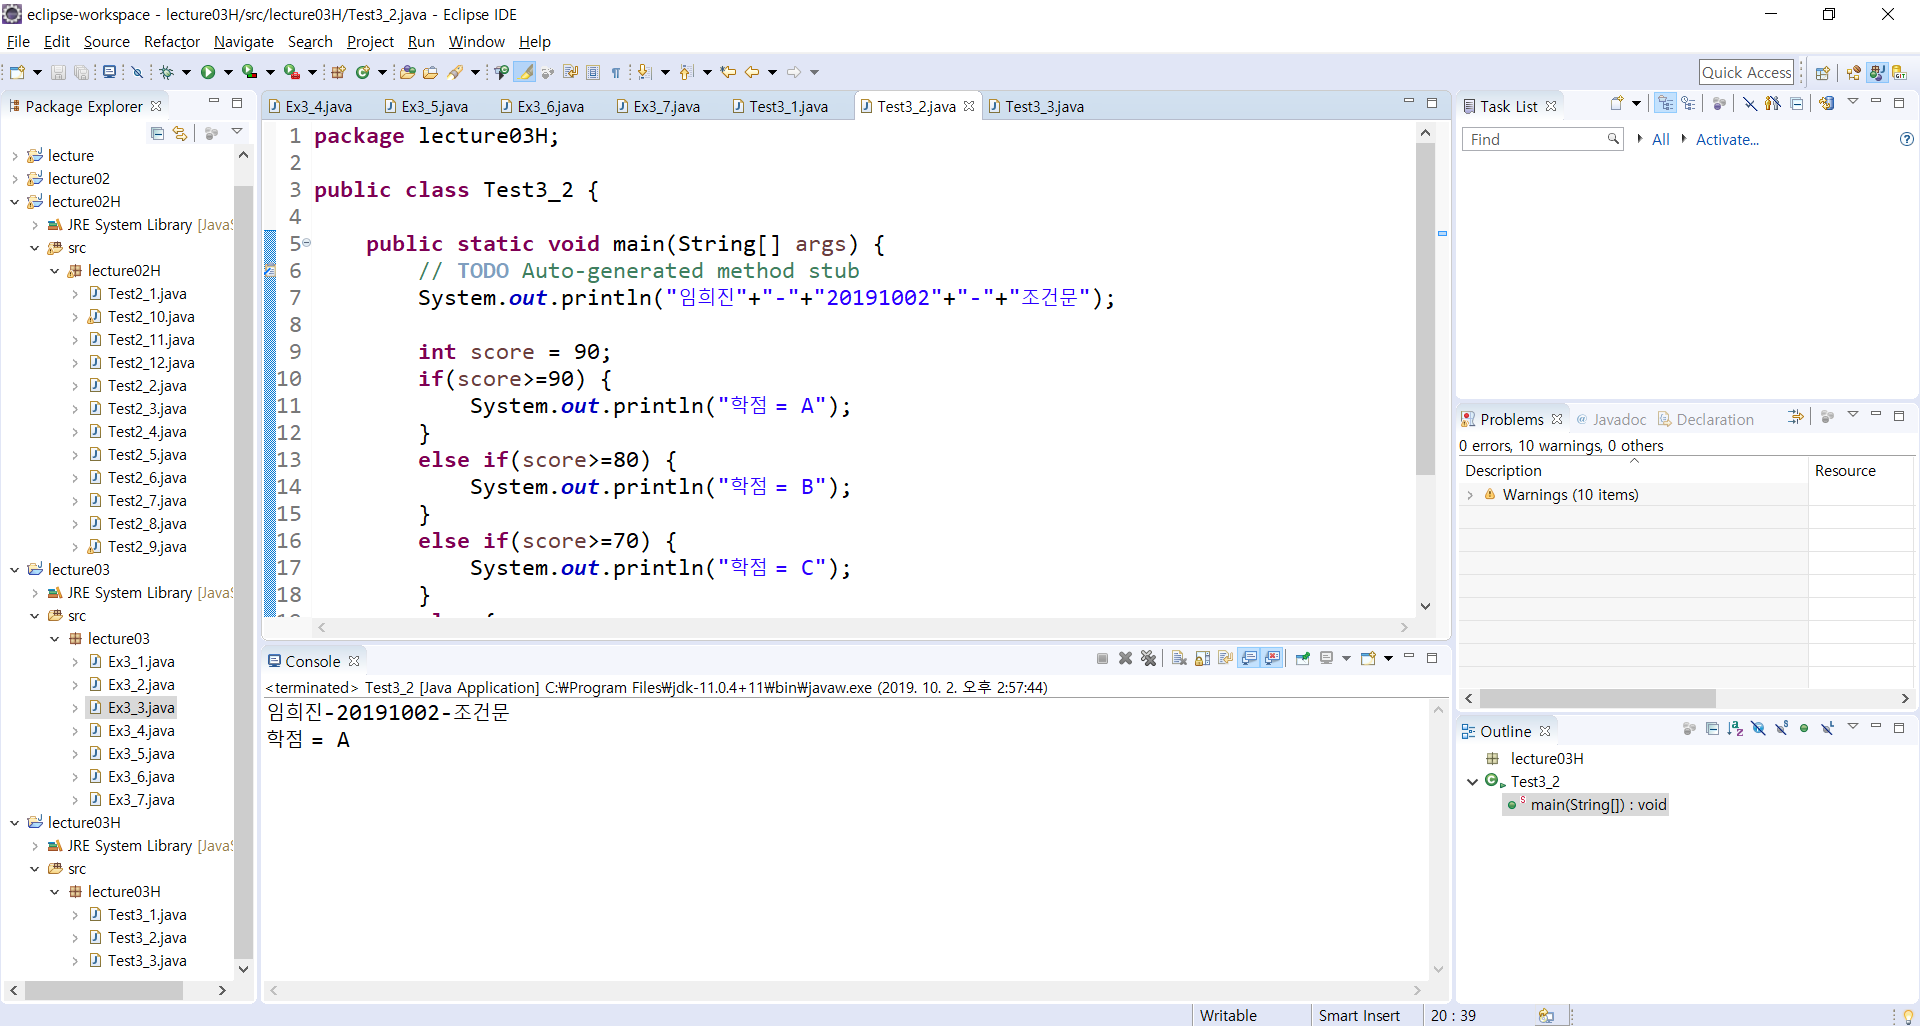 eclipse-workspace - lecture03H/src/lecture03H/Test3_2.java - Eclipse IDE
File Edit Source Refactor Navigate Search Project Run Window Help
Quick Access
Package Explorer
lecture
lecture02
lecture02H
JRE System Library [JavaS
src
lecture02H
Test2_1.java
Test2_10.java
Test2_11.java
Test2_12.java
Test2_2.java
Test2_3.java
Test2_4.java
Test2_5.java
Test2_6.java
Test2_7.java
Test2_8.java
Test2_9.java
lecture03
JRE System Library [JavaS
src
lecture03
Ex3_1.java
Ex3_2.java
Ex3_3.java
Ex3_4.java
Ex3_5.java
Ex3_6.java
Ex3_7.java
lecture03H
JRE System Library [JavaS
src
lecture03H
Test3_1.java
Test3_2.java
Test3_3.java
Ex3_4.java Ex3_5.java Ex3_6.java Ex3_7.java Test3_1.java Test3_2.java Test3_3.java
1 package lecture03H;
2
3 public class Test3_2 {
4
5 public static void main(String[] args) {
6 // TODO Auto-generated method stub
7 System.out.println("임희진"+"-"+"20191002"+"-"+"조건문");
8
9 int score = 90;
10 if(score>=90) {
11 System.out.println("학점 = A");
12 }
13 else if(score>=80) {
14 System.out.println("학점 = B");
15 }
16 else if(score>=70) {
17 System.out.println("학점 = C");
18 }
Console
<terminated> Test3_2 [Java Application] C:₩Program Files₩jdk-11.0.4+11₩bin₩javaw.exe (2019. 10. 2. 오후 2:57:44)
임희진-20191002-조건문
학점 = A
Task List
Find All Activate...
Problems Javadoc Declaration
0 errors, 10 warnings, 0 others
Description Resource
Warnings (10 items)
Outline
lecture03H
Test3_2
main(String[]) : void
Writable Smart Insert 20 : 39